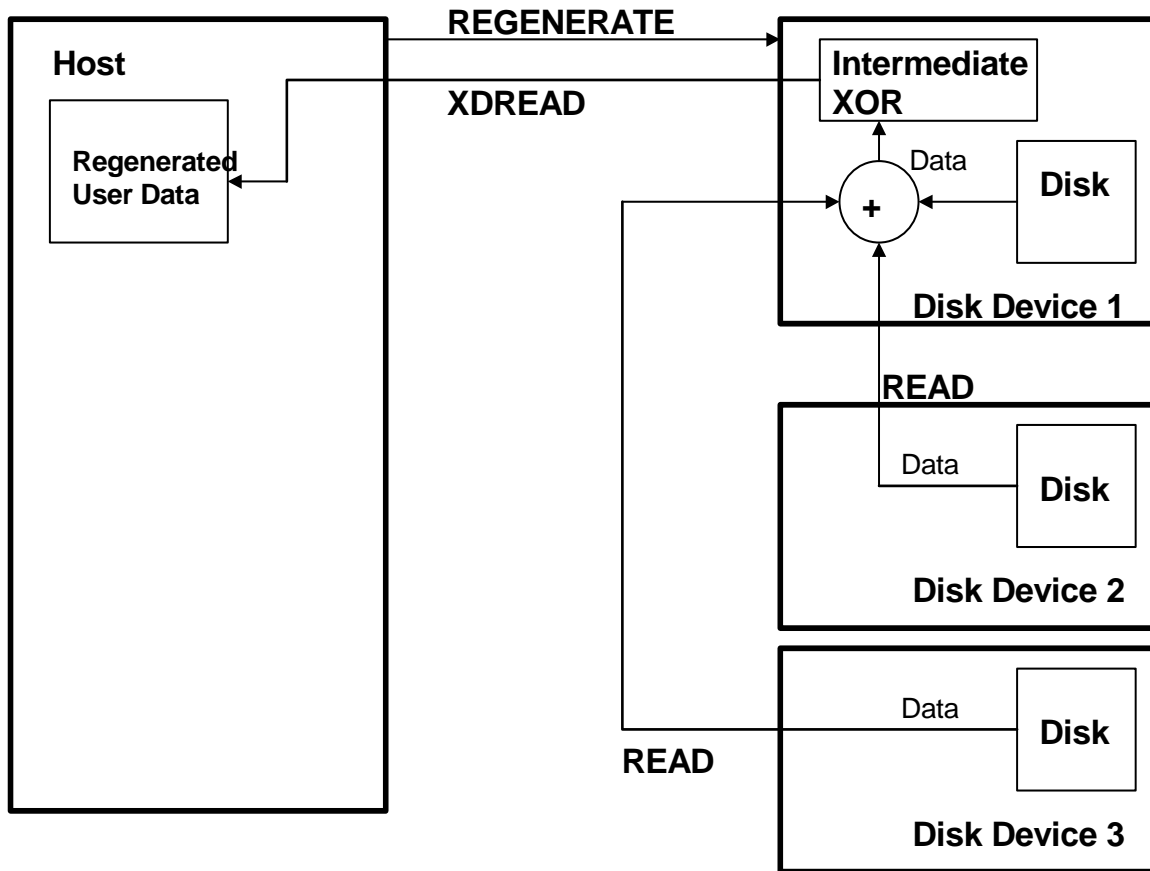 REGENERATE
Host
Intermediate
XOR
XDREAD
Regenerated
User Data
Data
Disk
+
Disk Device 1
READ
Data
Disk
Disk Device 2
Data
Disk
READ
Disk Device 3